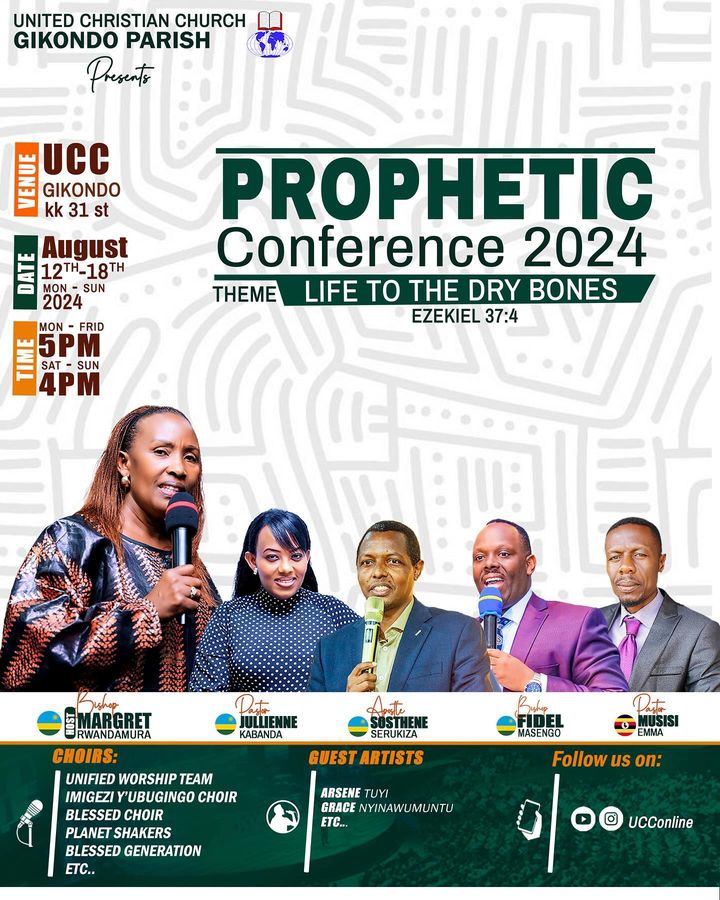 UNITED CHRISTIAN CHURCH
GIKONDO PARISH
Presents
VENUE
UCC
GIKONDO
kk 31 st
DATE
August
12TH-18TH
MON - SUN
2024
TIME
MON - FRID
5PM
SAT - SUN
4PM
PROPHETIC
Conference 2024
THEME LIFE TO THE DRY BONES
EZEKIEL 37:4
HOST
Bishop
MARGRET
RWANDAMURA
Pastor
JULLIENNE
KABANDA
Apostle
SOSTHENE
SERUKIZA
Bishop
FIDEL
MASENGO
Pastor
MUSISI
EMMA
CHOIRS:
UNIFIED WORSHIP TEAM
IMIGEZI Y'UBUGINGO CHOIR
BLESSED CHOIR
PLANET SHAKERS
BLESSED GENERATION
ETC..
GUEST ARTISTS
ARSENE TUYI
GRACE NYINAWUMUNTU
ETC...
Follow us on:
UCConline